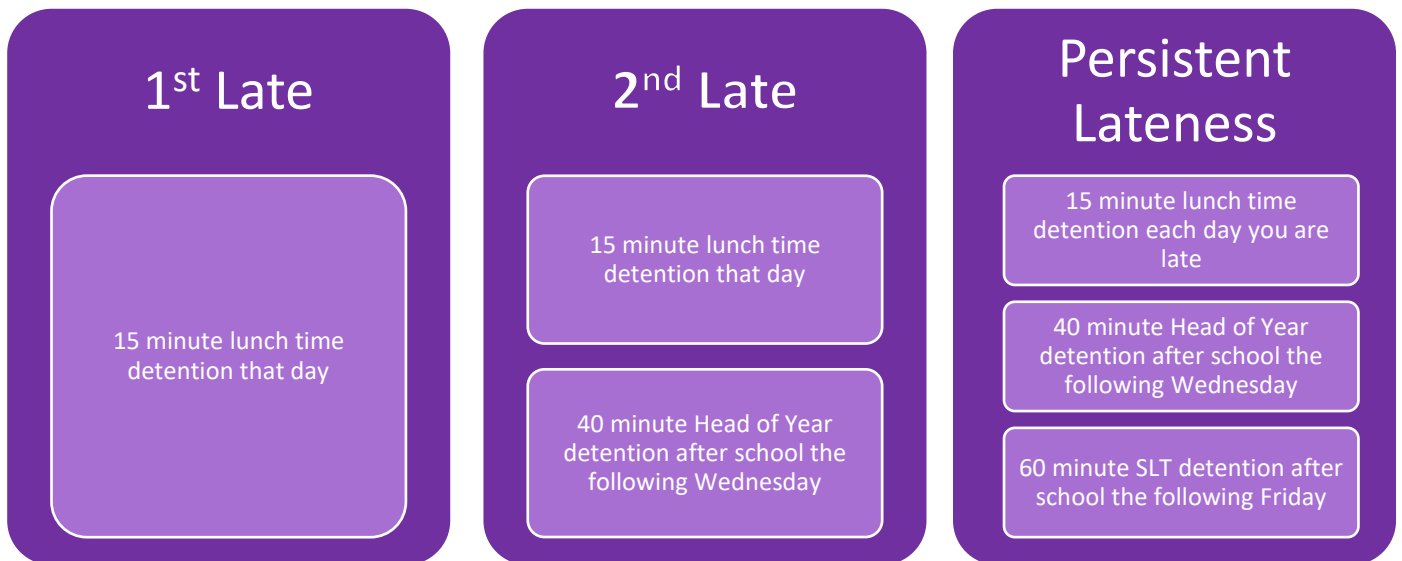 1st Late
15 minute lunch time
detention that day
2nd Late
15 minute lunch time
detention that day
40 minute Head of Year
detention after school the
following Wednesday
Persistent
Lateness
15 minute lunch time
detention each day you are
late
40 minute Head of Year
detention after school the
following Wednesday
60 minute SLT detention after
school the following Friday